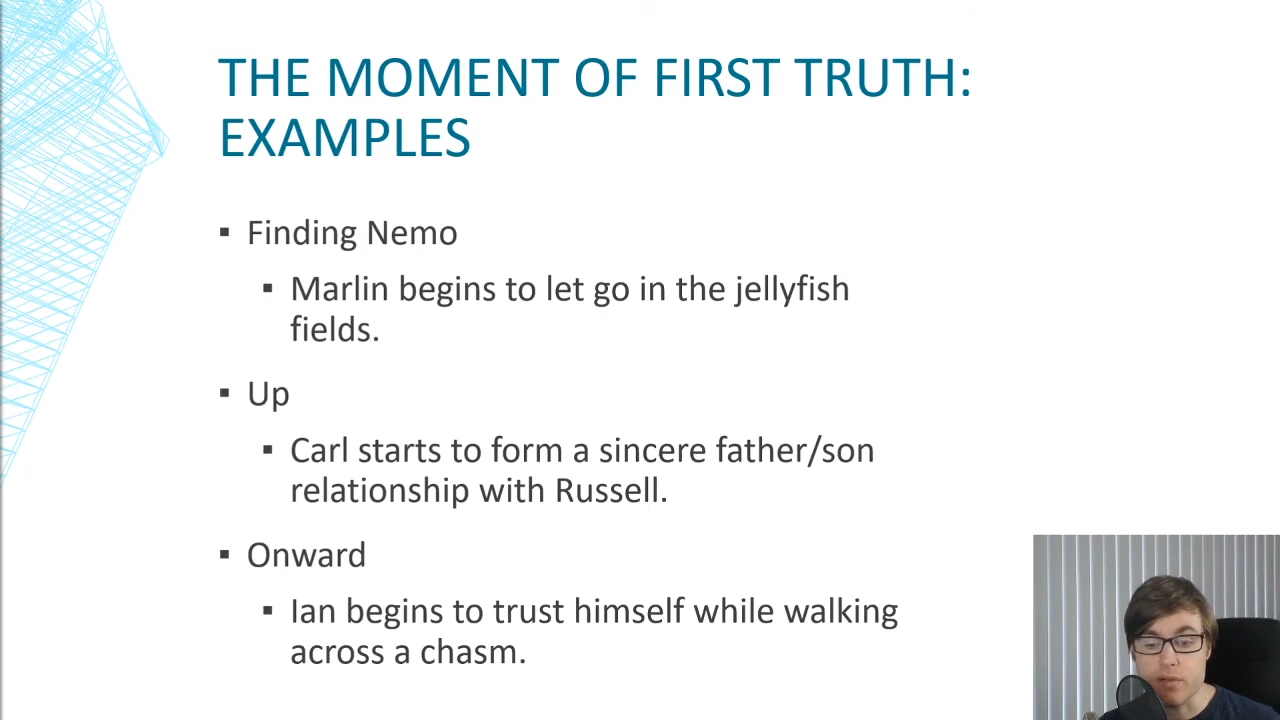 THE MOMENT OF FIRST TRUTH:
EXAMPLES
▪ Finding Nemo
▪ Marlin begins to let go in the jellyfish
fields.
▪ Up
▪ Carl starts to form a sincere father/son
relationship with Russell.
▪ Onward
▪ Ian begins to trust himself while walking
across a chasm.